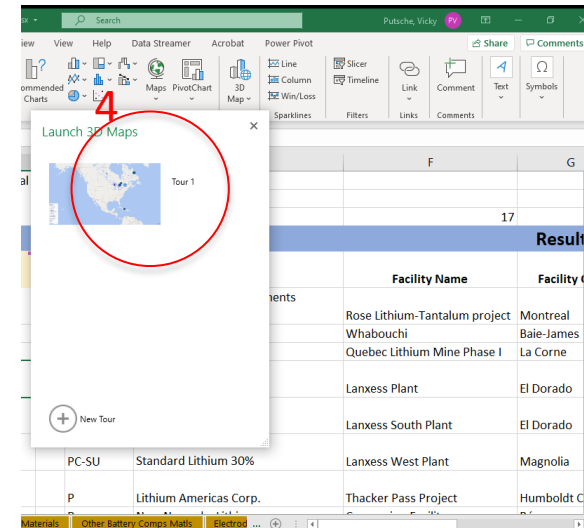 sx
Search
Putsche, Vicky PV
iew View Help Data Streamer Acrobat Power Pivot
Share Comments
ommended Charts
Maps
PivotChart
3D Map
Line
Column
Win/Loss
Slicer
Timeline
Link
Comment
Text
Symbols
Sparklines Filters Links Comments
4
Launch 3D Maps
Tour 1
New Tour
F G
al
17
Result
Facility Name Facility
ments
Rose Lithium-Tantalum project Montreal
Whabouchi Baie-James
Quebec Lithium Mine Phase I La Corne
Lanxess Plant El Dorado
Lanxess South Plant El Dorado
PC-SU Standard Lithium 30% Lanxess West Plant Magnolia
P Lithium Americas Corp. Thacker Pass Project Humboldt C
Materials Other Battery Comps Matls Electrod ...